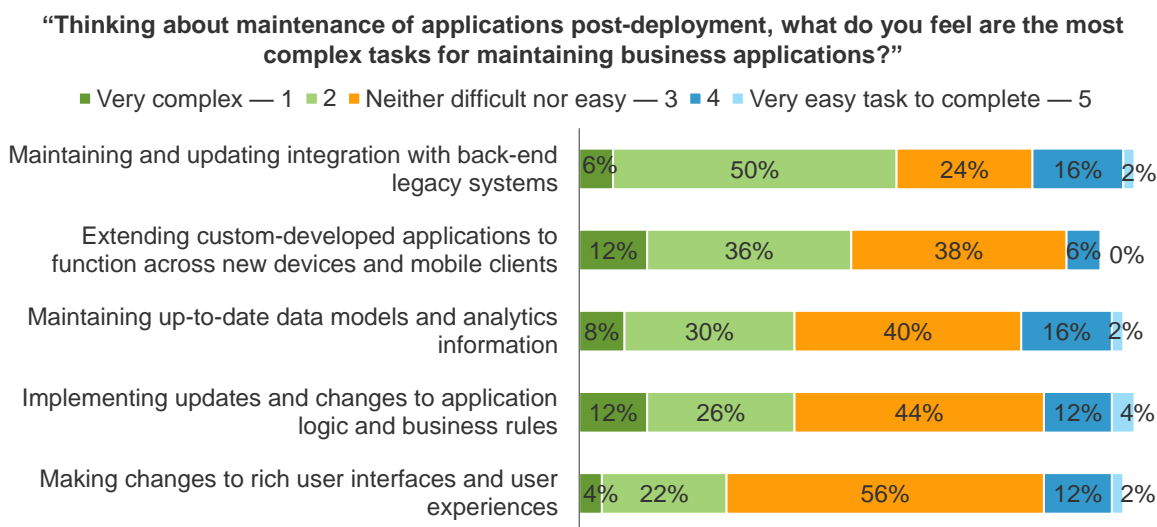 “Thinking about maintenance of applications post-deployment, what do you feel are the most
complex tasks for maintaining business applications?”
Very complex — 1 2 Neither difficult nor easy — 3 4 Very easy task to complete — 5
Maintaining and updating integration with back-end
legacy systems
6% 50% 24% 16% 2%
Extending custom-developed applications to
function across new devices and mobile clients
12% 36% 38% 6% 0%
Maintaining up-to-date data models and analytics
information
8% 30% 40% 16% 2%
Implementing updates and changes to application
logic and business rules
12% 26% 44% 12% 4%
Making changes to rich user interfaces and user
experiences
4% 22% 56% 12% 2%